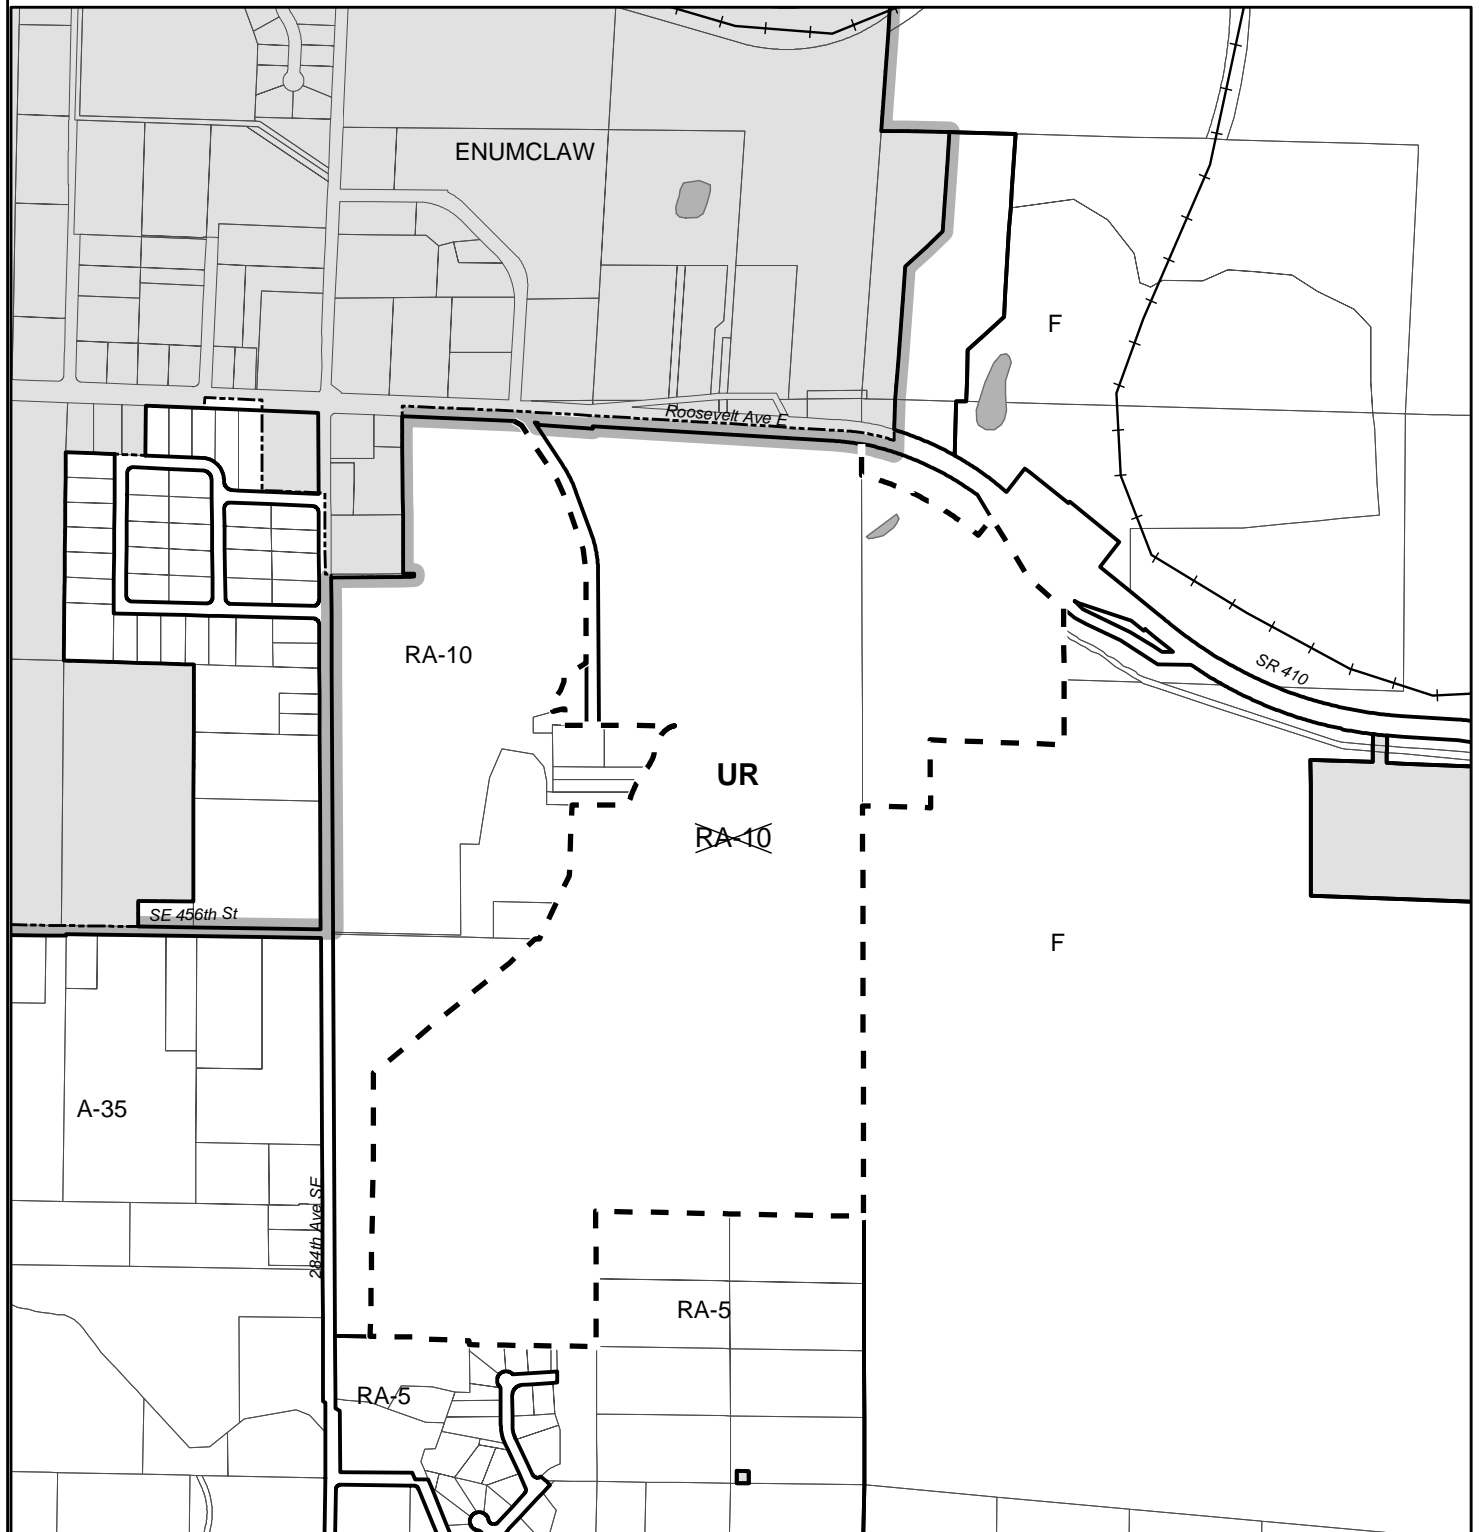 ENUMCLAW
F
Roosevelt Ave E
RA-10
SR 410
UR
RA-10
SE 456th St
F
A-35
284th Ave SE
RA-5
RA-5